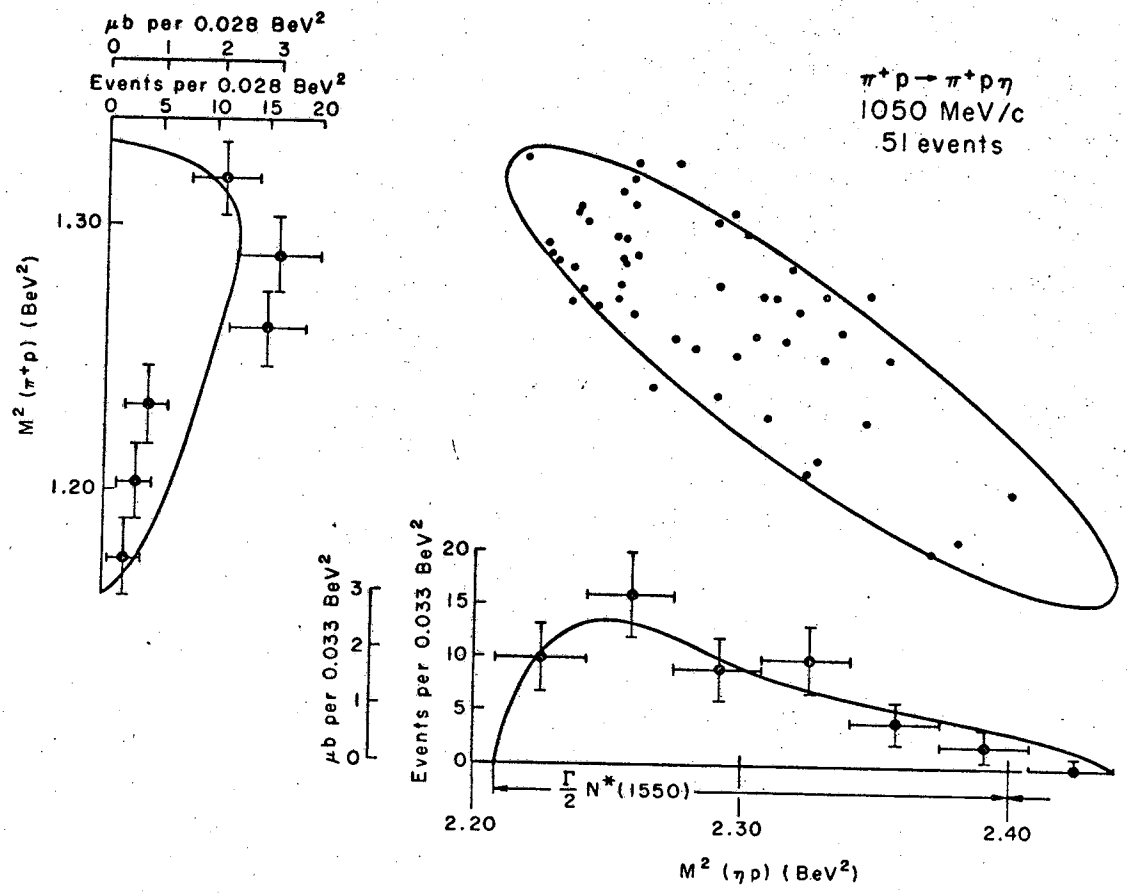 μb per 0.028 BeV²
0 1 2 3
Events per 0.028 BeV²
0 5 10 15 20
π⁺p → π⁺pη
1050 MeV/c
51 events
M² (π⁺p) (BeV²)
1.30
1.20
μb per 0.033 BeV²
3
2
1
0
Events per 0.033 BeV²
20
15
10
5
0
Γ/2 N*(1550)
2.20 2.30 2.40
M² (ηp) (BeV²)